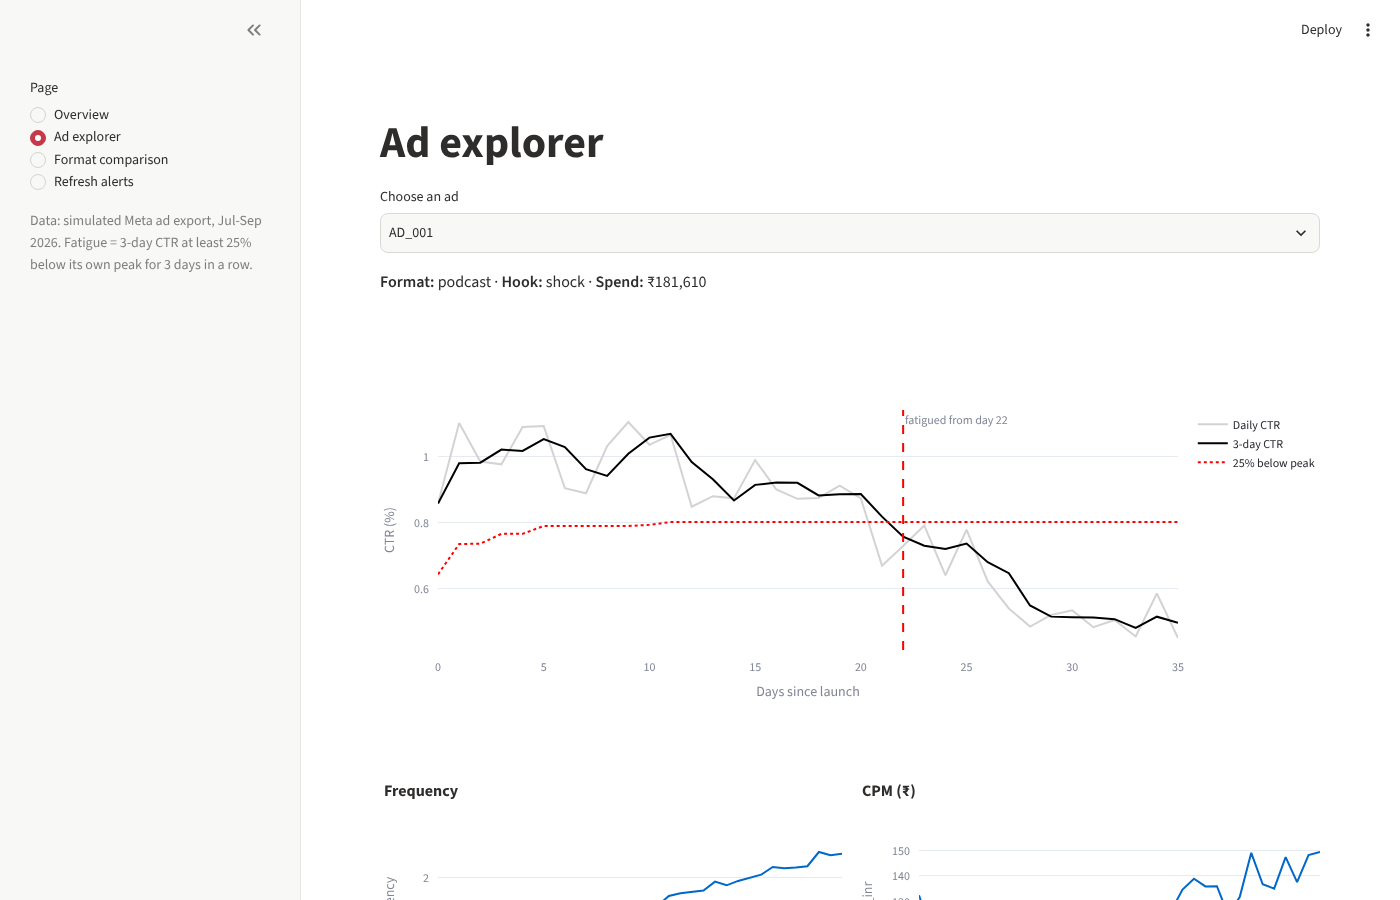 Deploy
Page
Overview
Ad explorer
Format comparison
Refresh alerts
Data: simulated Meta ad export, Jul-Sep
2026. Fatigue = 3-day CTR at least 25%
below its own peak for 3 days in a row.
Ad explorer
Choose an ad
AD_001
Format: podcast · Hook: shock · Spend: ₹181,610
fatigued from day 22
Daily CTR
3-day CTR
25% below peak
CTR (%)
1
0.8
0.6
0 5 10 15 20 25 30 35
Days since launch
Frequency
2
CPM (₹)
150
140